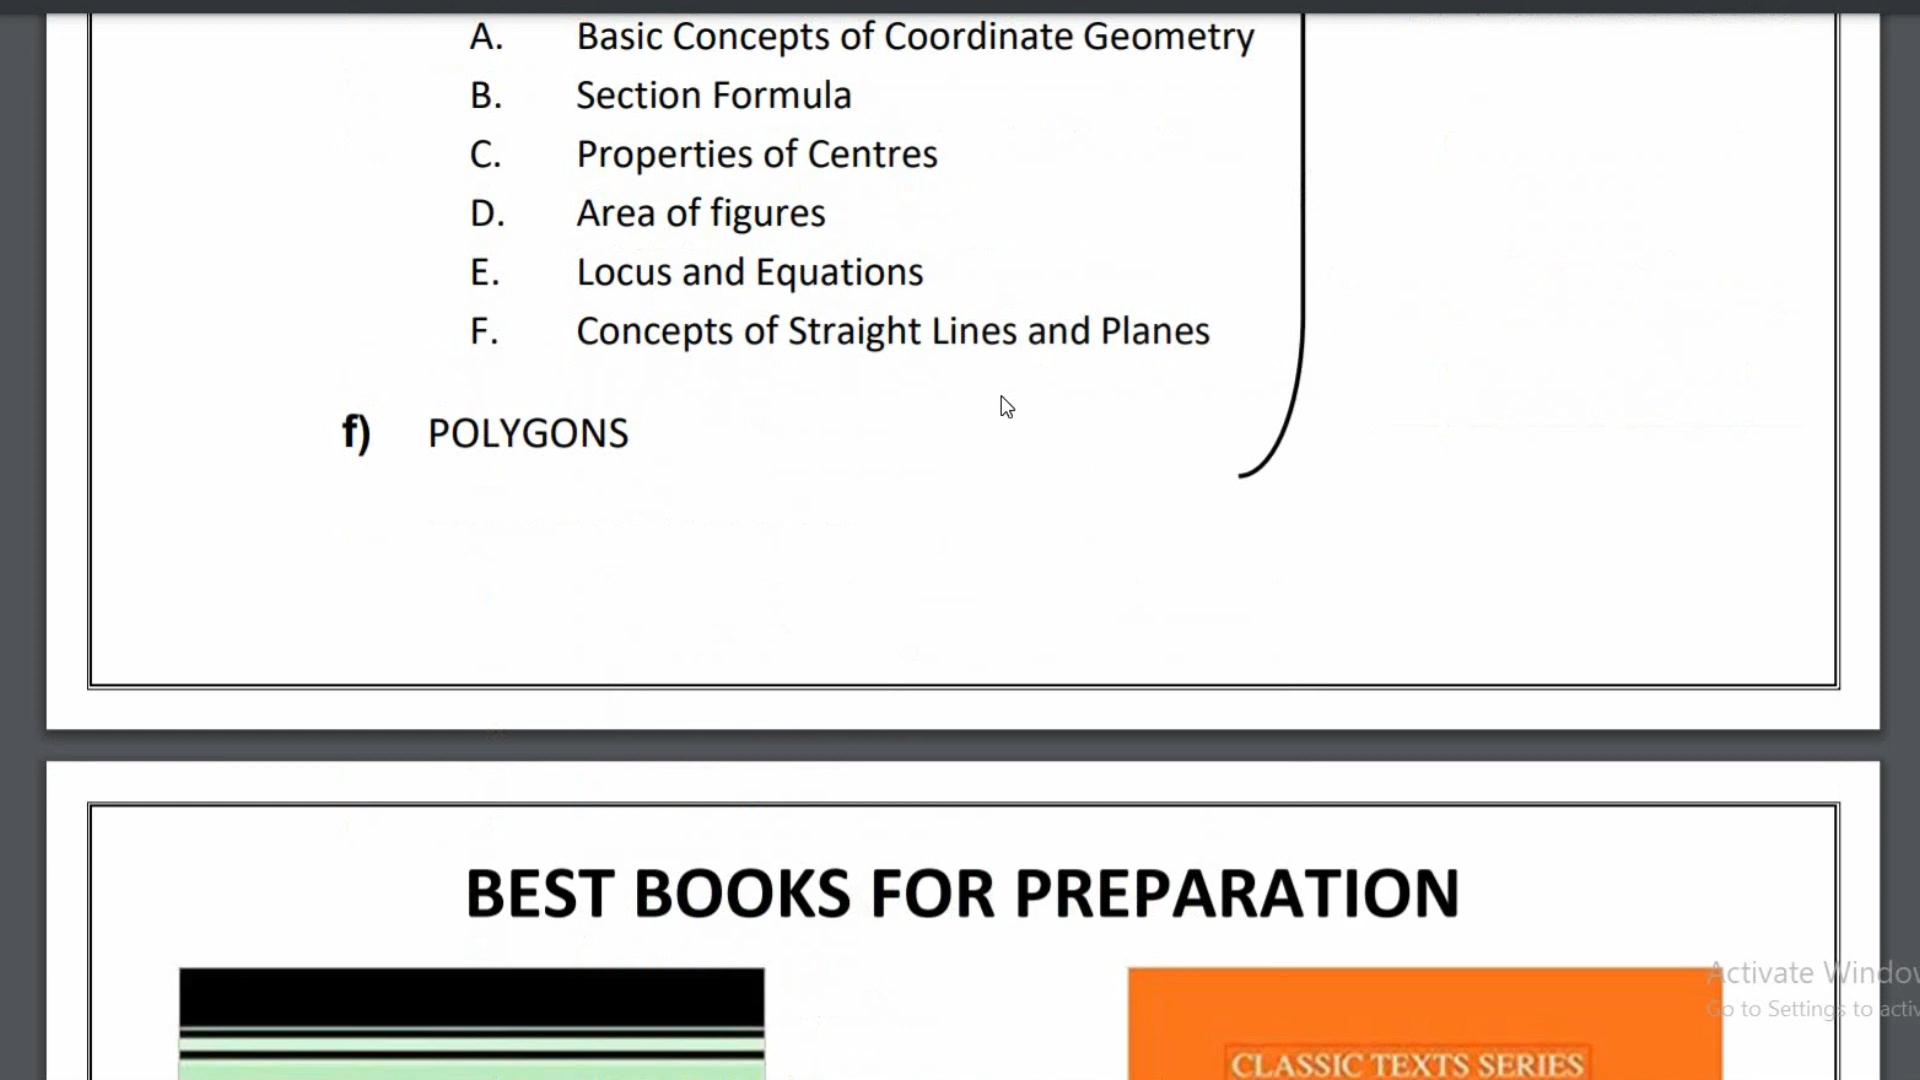 A. Basic Concepts of Coordinate Geometry
B. Section Formula
C. Properties of Centres
D. Area of figures
E. Locus and Equations
F. Concepts of Straight Lines and Planes
f) POLYGONS
BEST BOOKS FOR PREPARATION
CLASSIC TEXTS SERIES
Activate Window
Go to Settings to activ